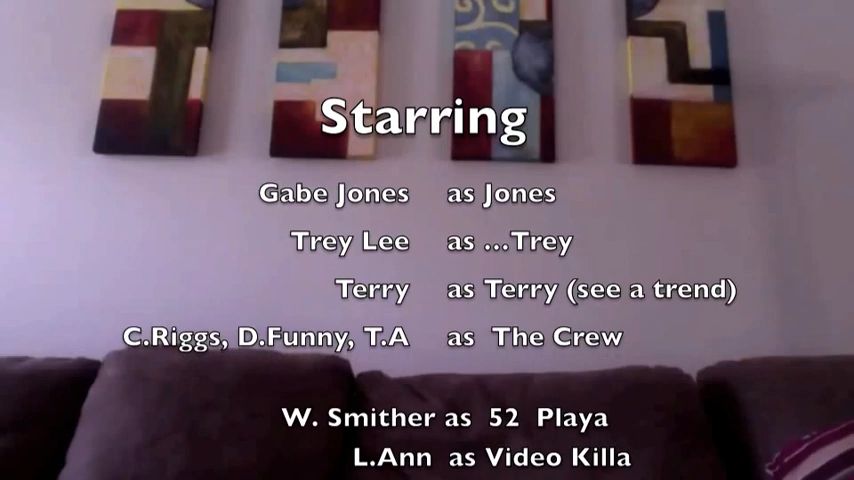 Starring
Gabe Jones as Jones
Trey Lee as ...Trey
Terry as Terry (see a trend)
C.Riggs, D.Funny, T.A as The Crew
W. Smither as 52 Playa
L.Ann as Video Killa